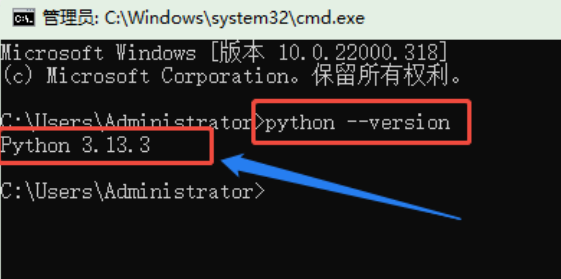 管理员: C:\Windows\system32\cmd.exe
Microsoft Windows [版本 10.0.22000.318]
(c) Microsoft Corporation。保留所有权利。
C:\Users\Administrator>python --version
Python 3.13.3
C:\Users\Administrator>